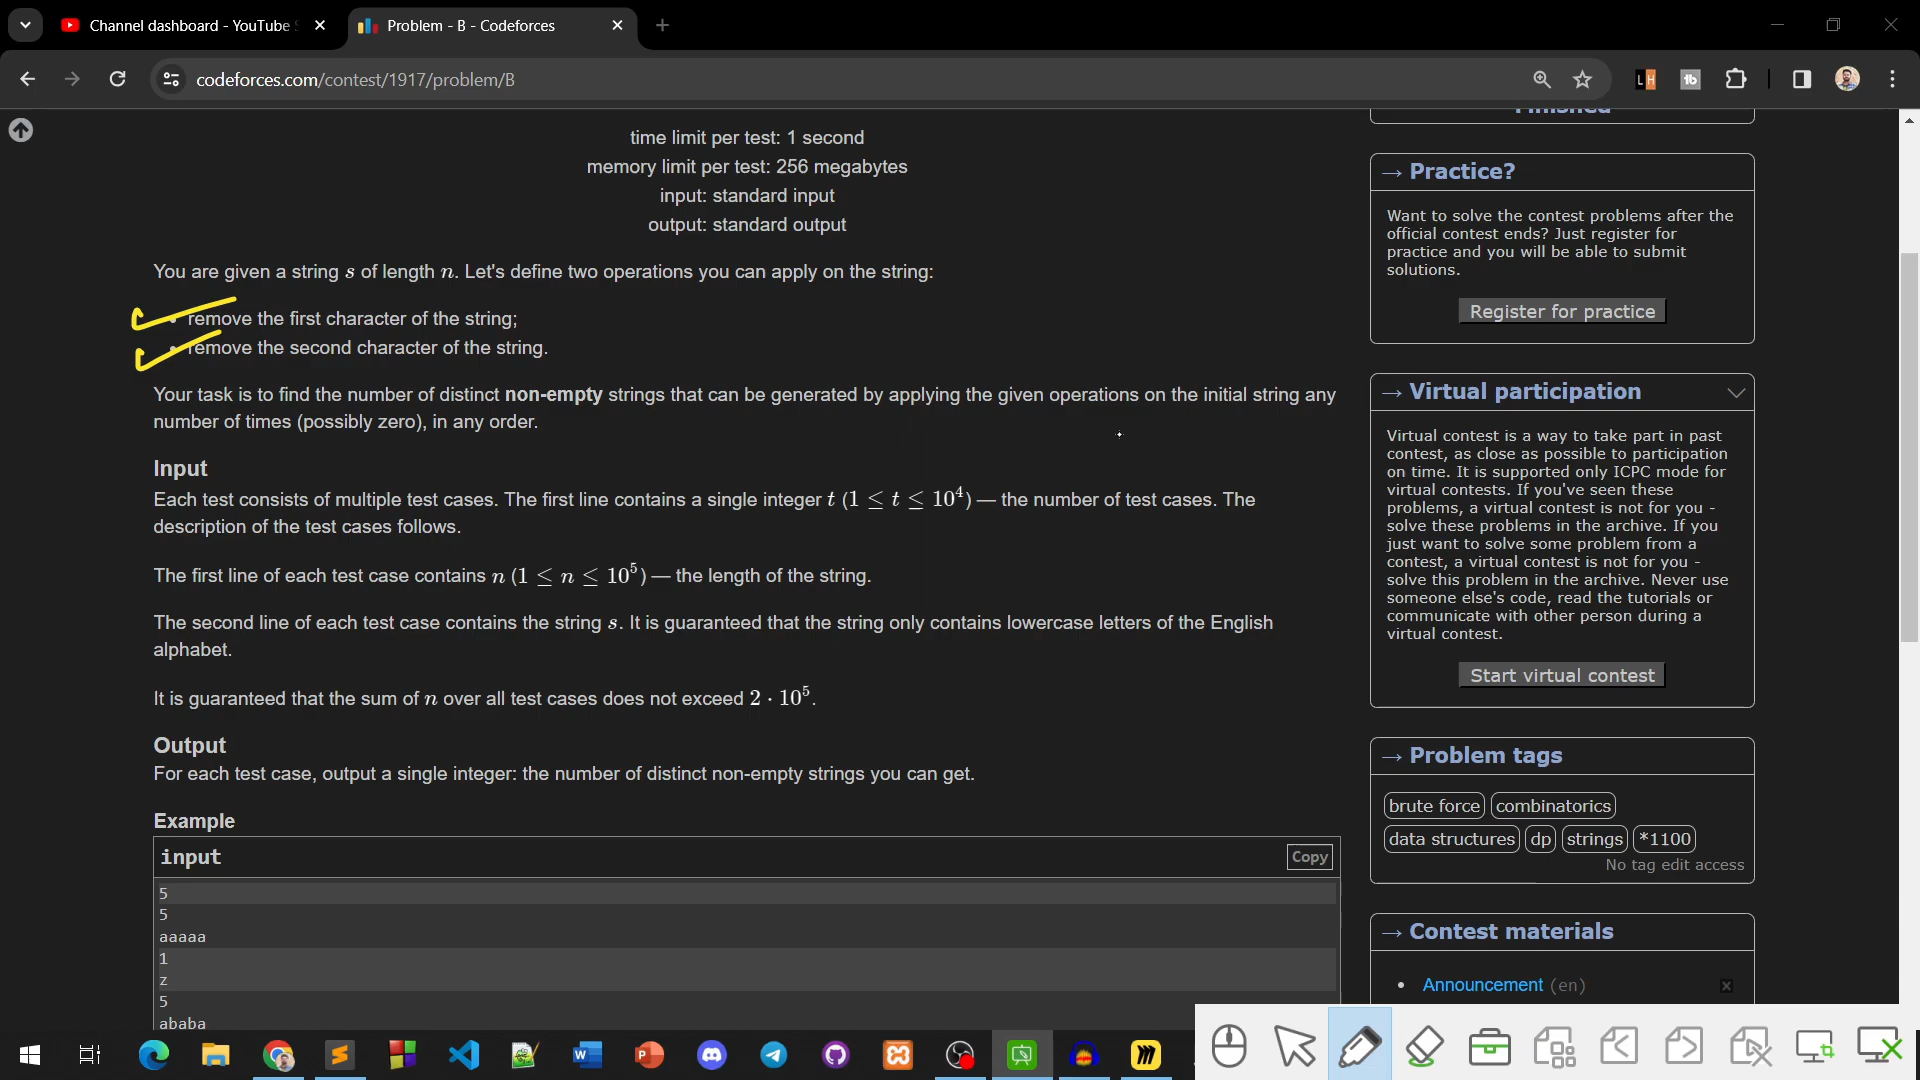 Channel dashboard - YouTube
Problem - B - Codeforces
codeforces.com/contest/1917/problem/B
time limit per test: 1 second
memory limit per test: 256 megabytes
input: standard input
output: standard output
You are given a string s of length n. Let's define two operations you can apply on the string:
• remove the first character of the string;
• remove the second character of the string.
Your task is to find the number of distinct non-empty strings that can be generated by applying the given operations on the initial string any
number of times (possibly zero), in any order.
Input
Each test consists of multiple test cases. The first line contains a single integer t (1 ≤ t ≤ 10⁴) — the number of test cases. The
description of the test cases follows.
The first line of each test case contains n (1 ≤ n ≤ 10⁵) — the length of the string.
The second line of each test case contains the string s. It is guaranteed that the string only contains lowercase letters of the English
alphabet.
It is guaranteed that the sum of n over all test cases does not exceed 2 · 10⁵.
Output
For each test case, output a single integer: the number of distinct non-empty strings you can get.
Example
input
Copy
5
5
aaaaa
1
z
5
ababa
Finished
→ Practice?
Want to solve the contest problems after the
official contest ends? Just register for
practice and you will be able to submit
solutions.
Register for practice
→ Virtual participation
Virtual contest is a way to take part in past
contest, as close as possible to participation
on time. It is supported only ICPC mode for
virtual contests. If you've seen these
problems, a virtual contest is not for you -
solve these problems in the archive. If you
just want to solve some problem from a
contest, a virtual contest is not for you -
solve this problem in the archive. Never use
someone else's code, read the tutorials or
communicate with other person during a
virtual contest.
Start virtual contest
→ Problem tags
brute force combinatorics
data structures dp strings *1100
No tag edit access
→ Contest materials
• Announcement (en)